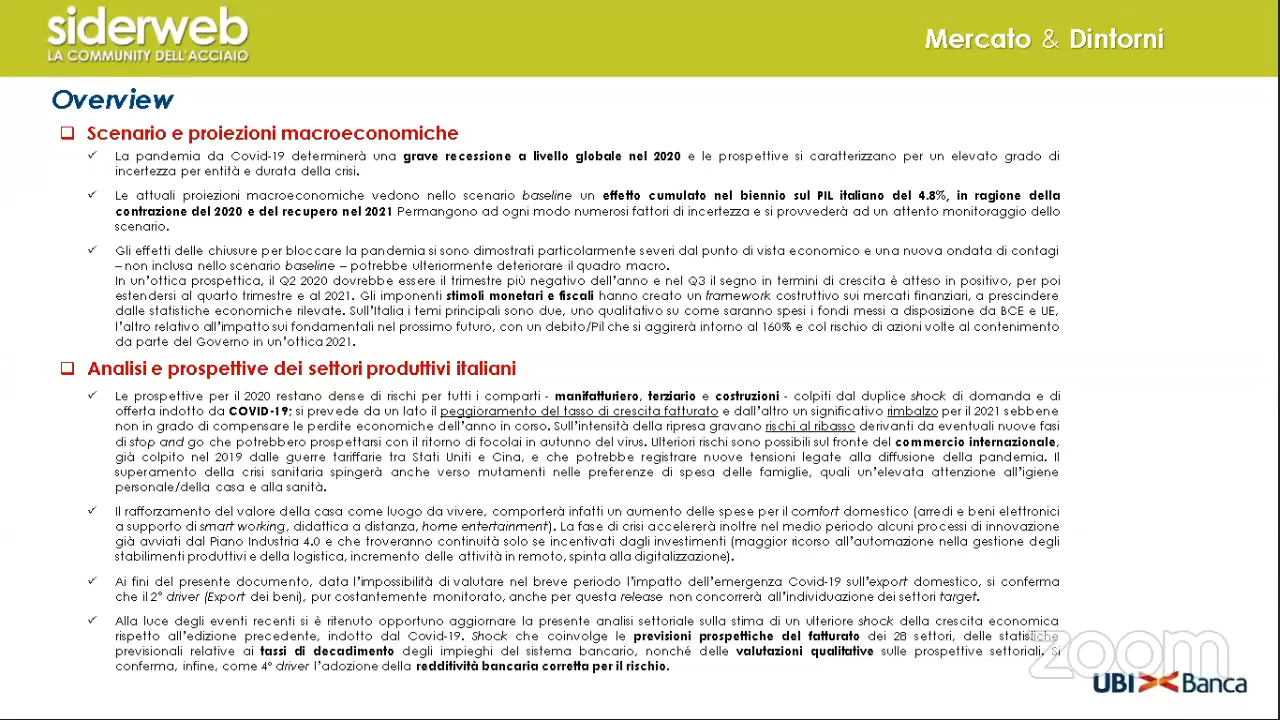 siderweb
LA COMMUNITY DELL'ACCIAIO
Mercato & Dintorni
Overview
Scenario e proiezioni macroeconomiche
La pandemia da Covid-19 determinerà una grave recessione a livello globale nel 2020 e le prospettive si caratterizzano per un elevato grado di
incertezza per entità e durata della crisi.
Le attuali proiezioni macroeconomiche vedono nello scenario baseline un effetto cumulato nel biennio sul PIL italiano del 4.8%, in ragione della
contrazione del 2020 e del recupero nel 2021 Permangono ad ogni modo numerosi fattori di incertezza e si provvederà ad un attento monitoraggio dello
scenario.
Gli effetti delle chiusure per bloccare la pandemia si sono dimostrati particolarmente severi dal punto di vista economico e una nuova ondata di contagi
– non inclusa nello scenario baseline – potrebbe ulteriormente deteriorare il quadro macro.
In un'ottica prospettica, il Q2 2020 dovrebbe essere il trimestre più negativo dell'anno e nel Q3 il segno in termini di crescita è atteso in positivo, per poi
estendersi al quarto trimestre e al 2021. Gli imponenti stimoli monetari e fiscali hanno creato un framework costruttivo sui mercati finanziari, a prescindere
dalle statistiche economiche rilevate. Sull'Italia i temi principali sono due, uno qualitativo su come saranno spesi i fondi messi a disposizione da BCE e UE,
l'altro relativo all'impatto sui fondamentali nel prossimo futuro, con un debito/Pil che si aggirerà intorno al 160% e col rischio di azioni volte al contenimento
da parte del Governo in un'ottica 2021.
Analisi e prospettive dei settori produttivi italiani
Le prospettive per il 2020 restano dense di rischi per tutti i comparti - manifatturiero, terziario e costruzioni - colpiti dal duplice shock di domanda e di
offerta indotto da COVID-19; si prevede da un lato il peggioramento del tasso di crescita fatturato e dall'altro un significativo rimbalzo per il 2021 sebbene
non in grado di compensare le perdite economiche dell'anno in corso. Sull'intensità della ripresa gravano rischi al ribasso derivanti da eventuali nuove fasi
di stop and go che potrebbero prospettarsi con il ritorno di focolai in autunno del virus. Ulteriori rischi sono possibili sul fronte del commercio internazionale,
già colpito nel 2019 dalle guerre tariffarie tra Stati Uniti e Cina, e che potrebbe registrare nuove tensioni legate alla diffusione della pandemia. Il
superamento della crisi sanitaria spingerà anche verso mutamenti nelle preferenze di spesa delle famiglie, quali un'elevata attenzione all'igiene
personale/della casa e alla sanità.
Il rafforzamento del valore della casa come luogo da vivere, comporterà infatti un aumento delle spese per il comfort domestico (arredi e beni elettronici
a supporto di smart working, didattica a distanza, home entertainment). La fase di crisi accelererà inoltre nel medio periodo alcuni processi di innovazione
già avviati dal Piano Industria 4.0 e che troveranno continuità solo se incentivati dagli investimenti (maggior ricorso all'automazione nella gestione degli
stabilimenti produttivi e della logistica, incremento delle attività in remoto, spinta alla digitalizzazione).
Ai fini del presente documento, data l'impossibilità di valutare nel breve periodo l'impatto dell'emergenza Covid-19 sull'export domestico, si conferma
che il 2° driver (Export dei beni), pur costantemente monitorato, anche per questa release non concorrerà all'individuazione dei settori target.
Alla luce degli eventi recenti si è ritenuto opportuno aggiornare la presente analisi settoriale sulla stima di un ulteriore shock della crescita economica
rispetto all'edizione precedente, indotto dal Covid-19. Shock che coinvolge le previsioni prospettiche del fatturato dei 28 settori, delle statistiche
previsionali relative ai tassi di decadimento degli impieghi del sistema bancario, nonché delle valutazioni qualitative sulle prospettive settoriali. Si
conferma, infine, come 4° driver l'adozione della redditività bancaria corretta per il rischio.
zoom
UBI Banca